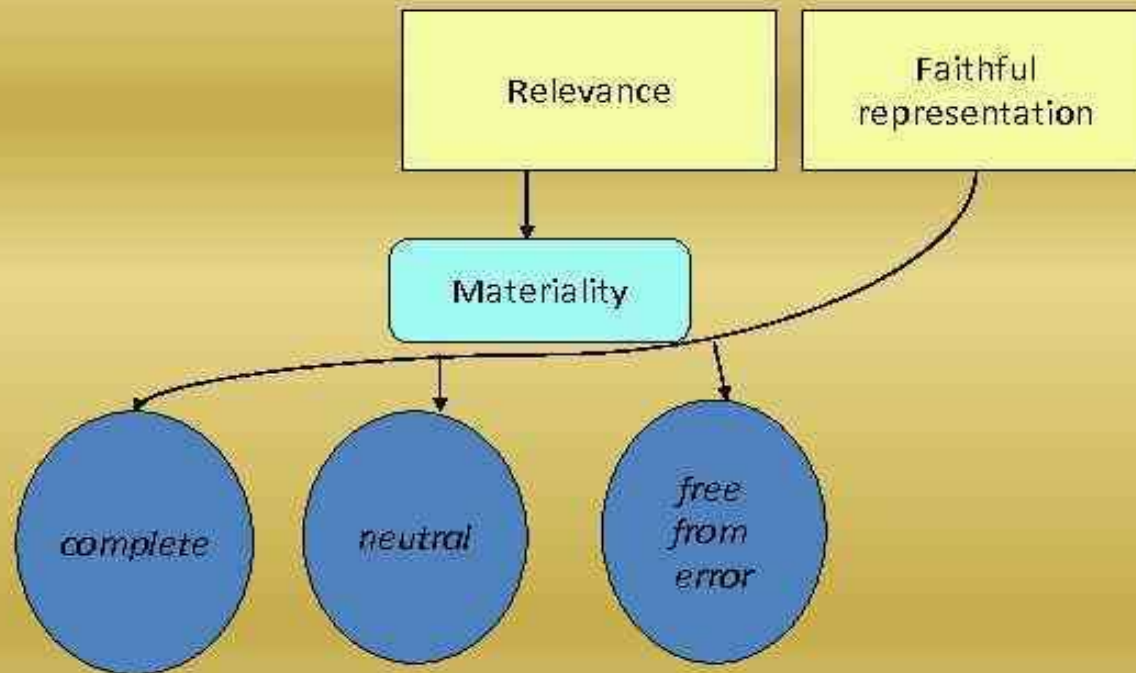 Relevance
Faithful
representation
Materiality
complete
neutral
free
from
error